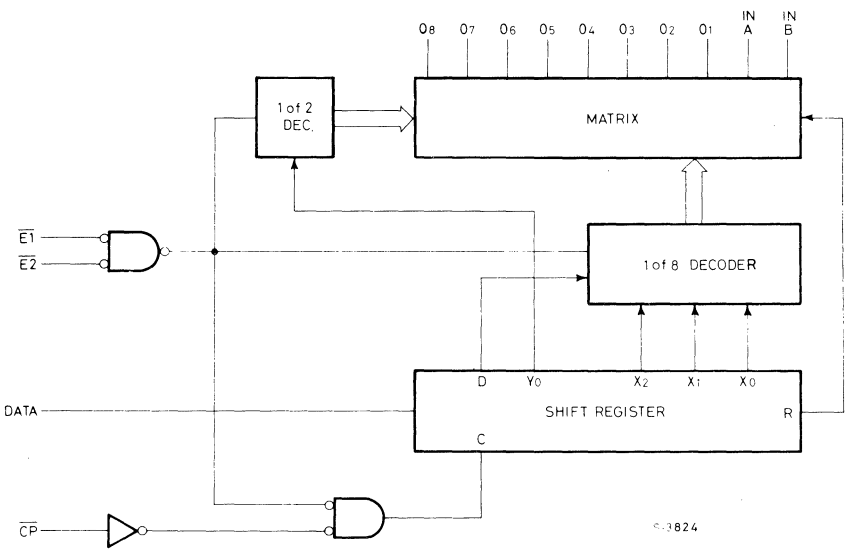 O8 O7 O6 O5 O4 O3 O2 O1 IN A IN B
1 of 2
DEC.
MATRIX
E1
E2
1 of 8 DECODER
D Y0 X2 X1 X0
DATA
SHIFT REGISTER
R
C
CP
S-3824